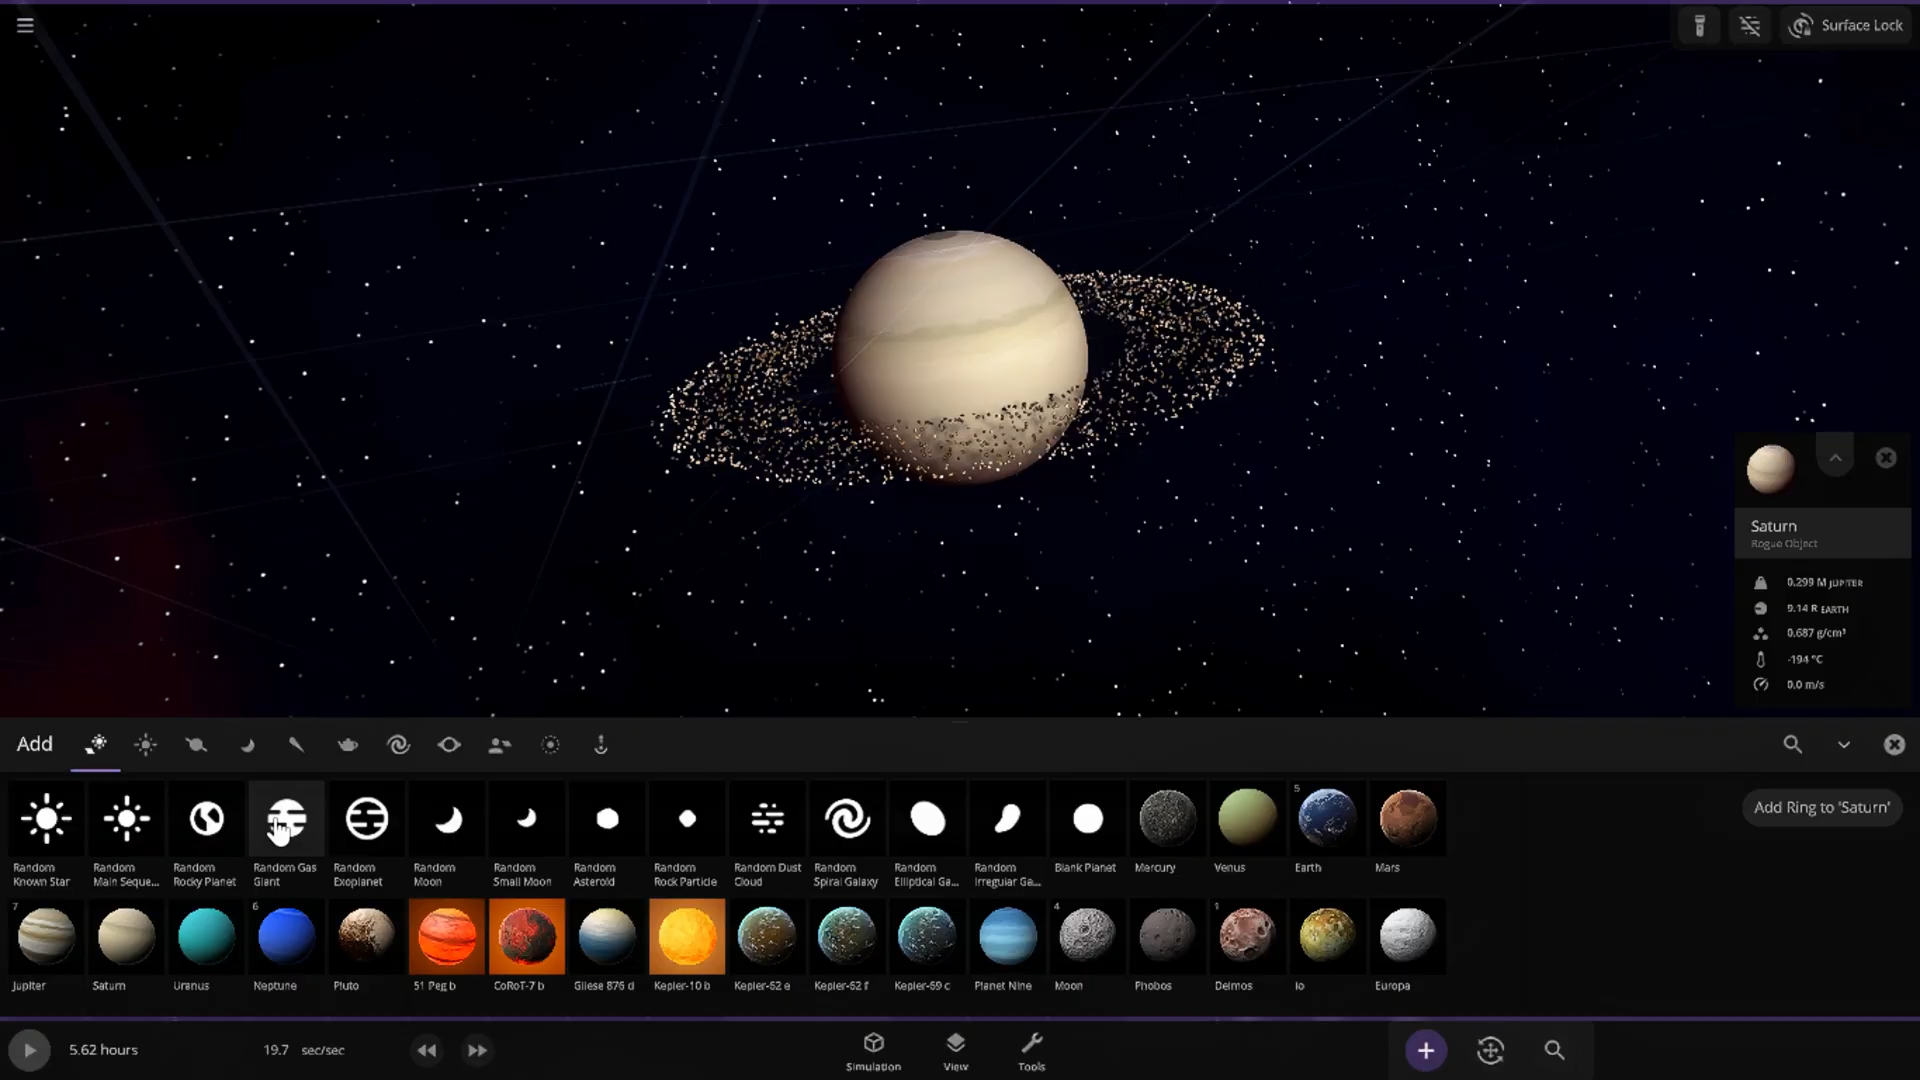 Surface Lock
Saturn
Rogue Object
0.299 M JUPITER
9.14 R EARTH
0.687 g/cm³
-194 °C
0.0 m/s
Add
Add Ring to 'Saturn'
Random Known Star
Random Main Seque...
Random Rocky Planet
Random Gas Giant
Random Exoplanet
Random Moon
Random Small Moon
Random Asteroid
Random Rock Particle
Random Dust Cloud
Random Spiral Galaxy
Random Elliptical Ga...
Random Irregular Ga...
Blank Planet
Mercury
Venus
5
Earth
Mars
7
Jupiter
Saturn
Uranus
6
Neptune
Pluto
51 Peg b
CoRoT-7 b
Gliese 876 d
Kepler-10 b
Kepler-62 e
Kepler-62 f
Kepler-69 c
Planet Nine
4
Moon
Phobos
1
Deimos
Io
Europa
5.62 hours
19.7 sec/sec
Simulation
View
Tools